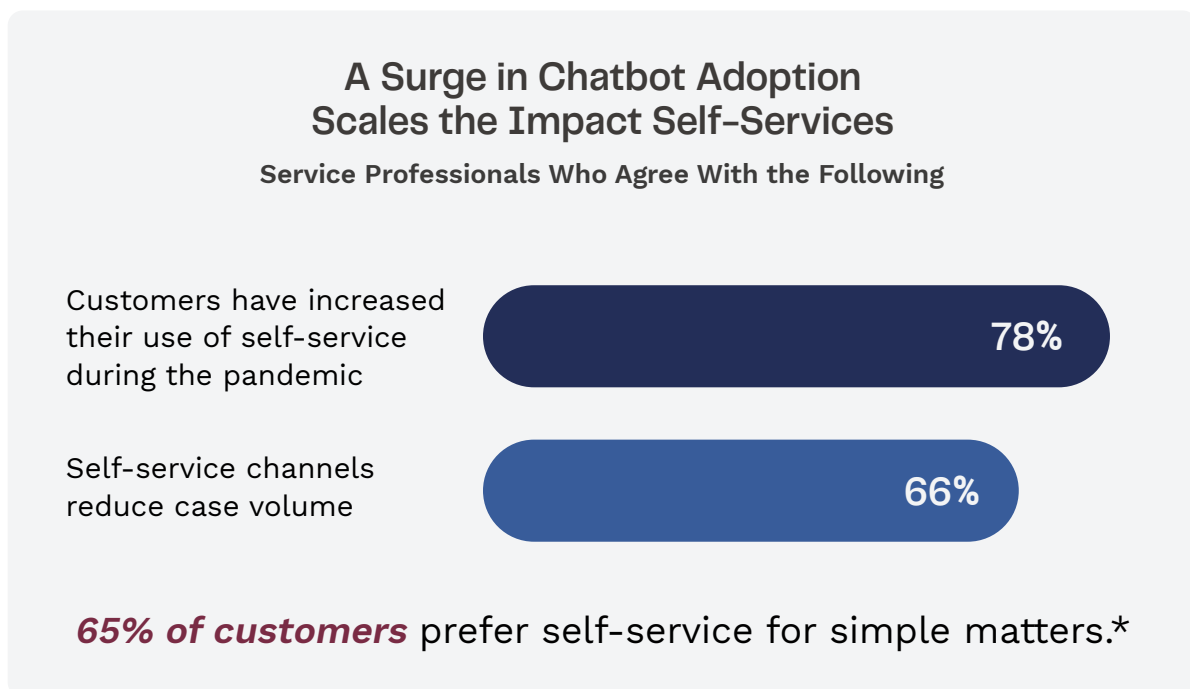 A Surge in Chatbot Adoption
Scales the Impact Self-Services
Service Professionals Who Agree With the Following
Customers have increased
their use of self-service
during the pandemic
78%
Self-service channels
reduce case volume
66%
65% of customers prefer self-service for simple matters.*